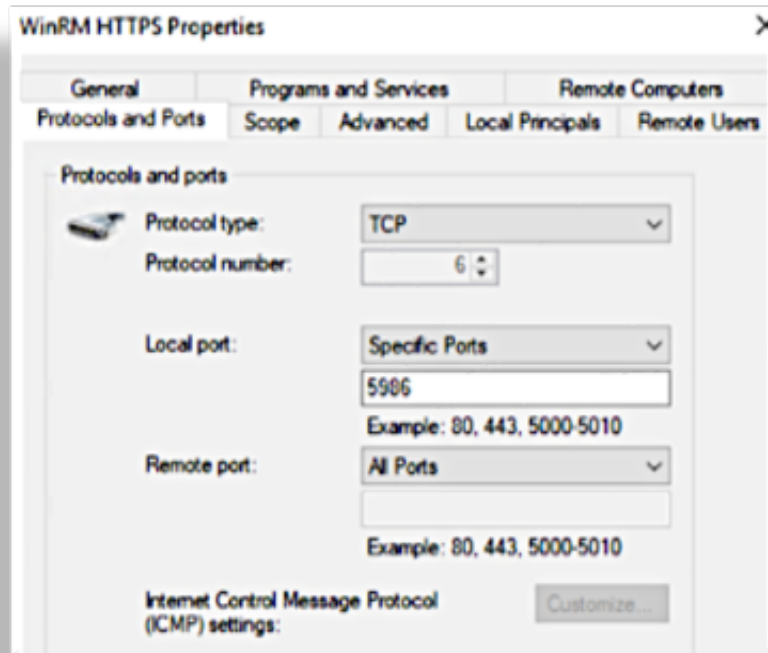 WinRM HTTPS Properties
General Programs and Services Remote Computers
Protocols and Ports Scope Advanced Local Principals Remote Users
Protocols and ports
Protocol type: TCP
Protocol number: 6
Local port: Specific Ports
5986
Example: 80, 443, 5000-5010
Remote port: All Ports
Example: 80, 443, 5000-5010
Internet Control Message Protocol
(ICMP) settings: Customize...